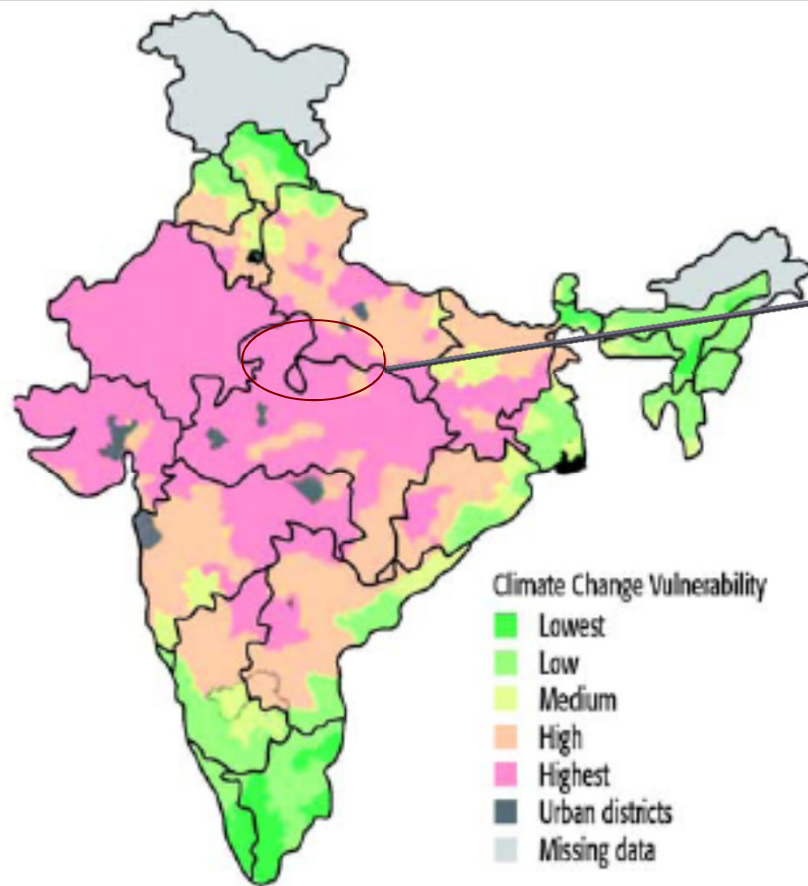 Climate Change Vulnerability
Lowest
Low
Medium
High
Highest
Urban districts
Missing data